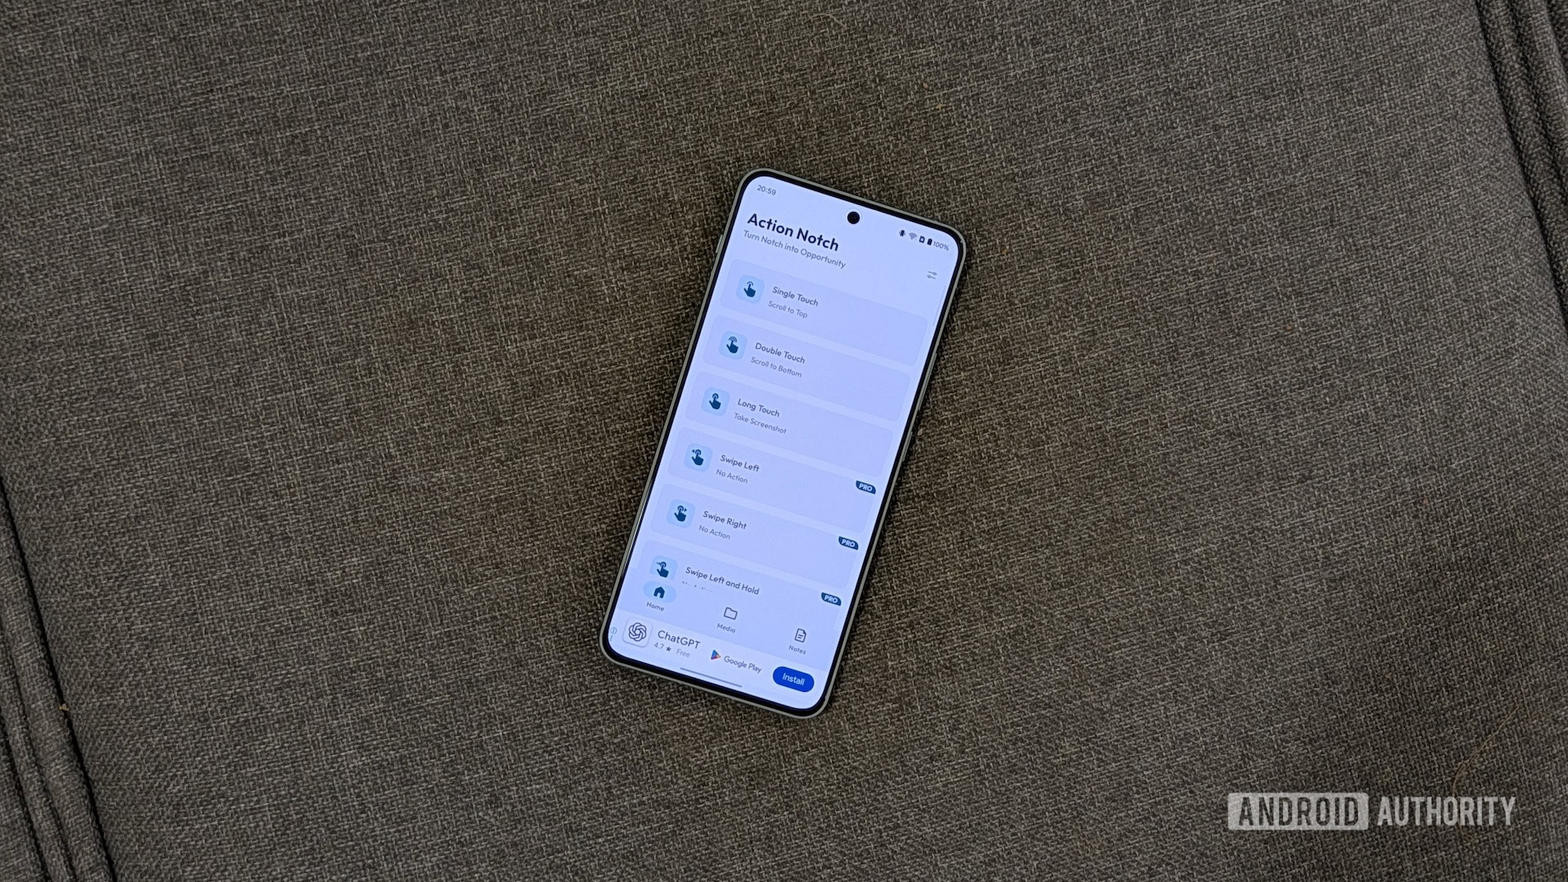 20:59
100%
Action Notch
Turn Notch into Opportunity
Single Touch
Scroll to Top
Double Touch
Scroll to Bottom
Long Touch
Take Screenshot
Swipe Left
No Action
PRO
Swipe Right
No Action
PRO
Swipe Left and Hold
PRO
Home
Media
Notes
ChatGPT
4.7 ★ Free
Google Play
Install
ANDROID AUTHORITY